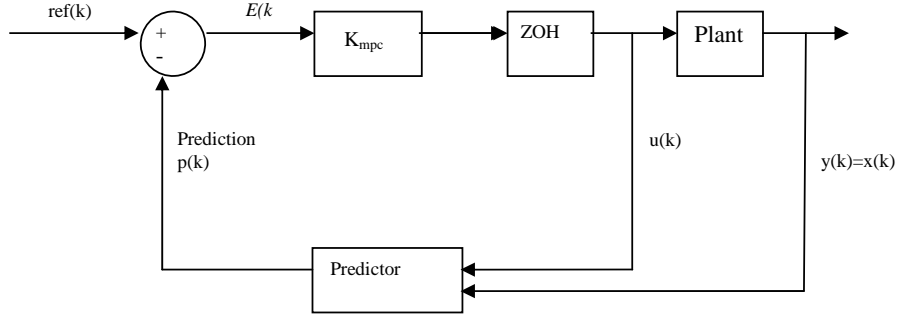 ref(k)
E(k
+
-
K_mpc
ZOH
Plant
Prediction
p(k)
u(k)
y(k)=x(k)
Predictor